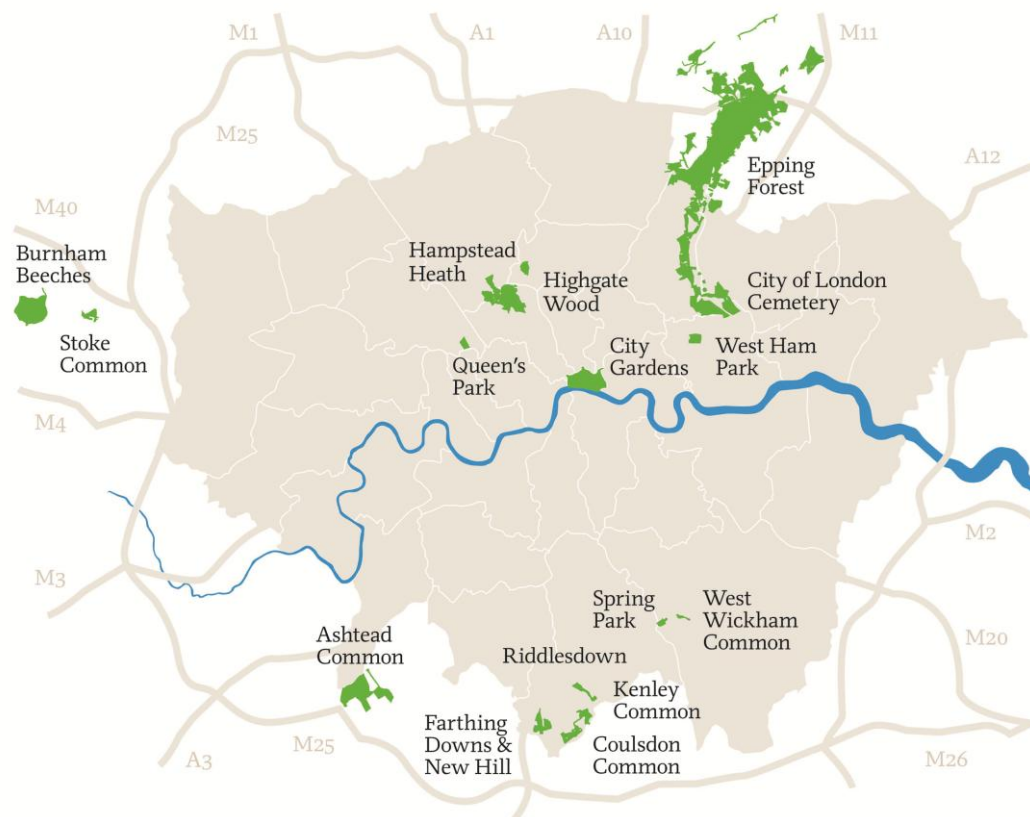 M1
A1
A10
M11
M25
A12
Epping
Forest
M40
Burnham
Beeches
Hampstead
Heath
Highgate
Wood
City of London
Cemetery
Stoke
Common
Queen's
Park
City
Gardens
West Ham
Park
M4
M2
M3
Spring
Park
West
Wickham
Common
M20
Ashtead
Common
Riddlesdown
Kenley
Common
Farthing
Downs &
New Hill
Coulsdon
Common
M25
A3
M26